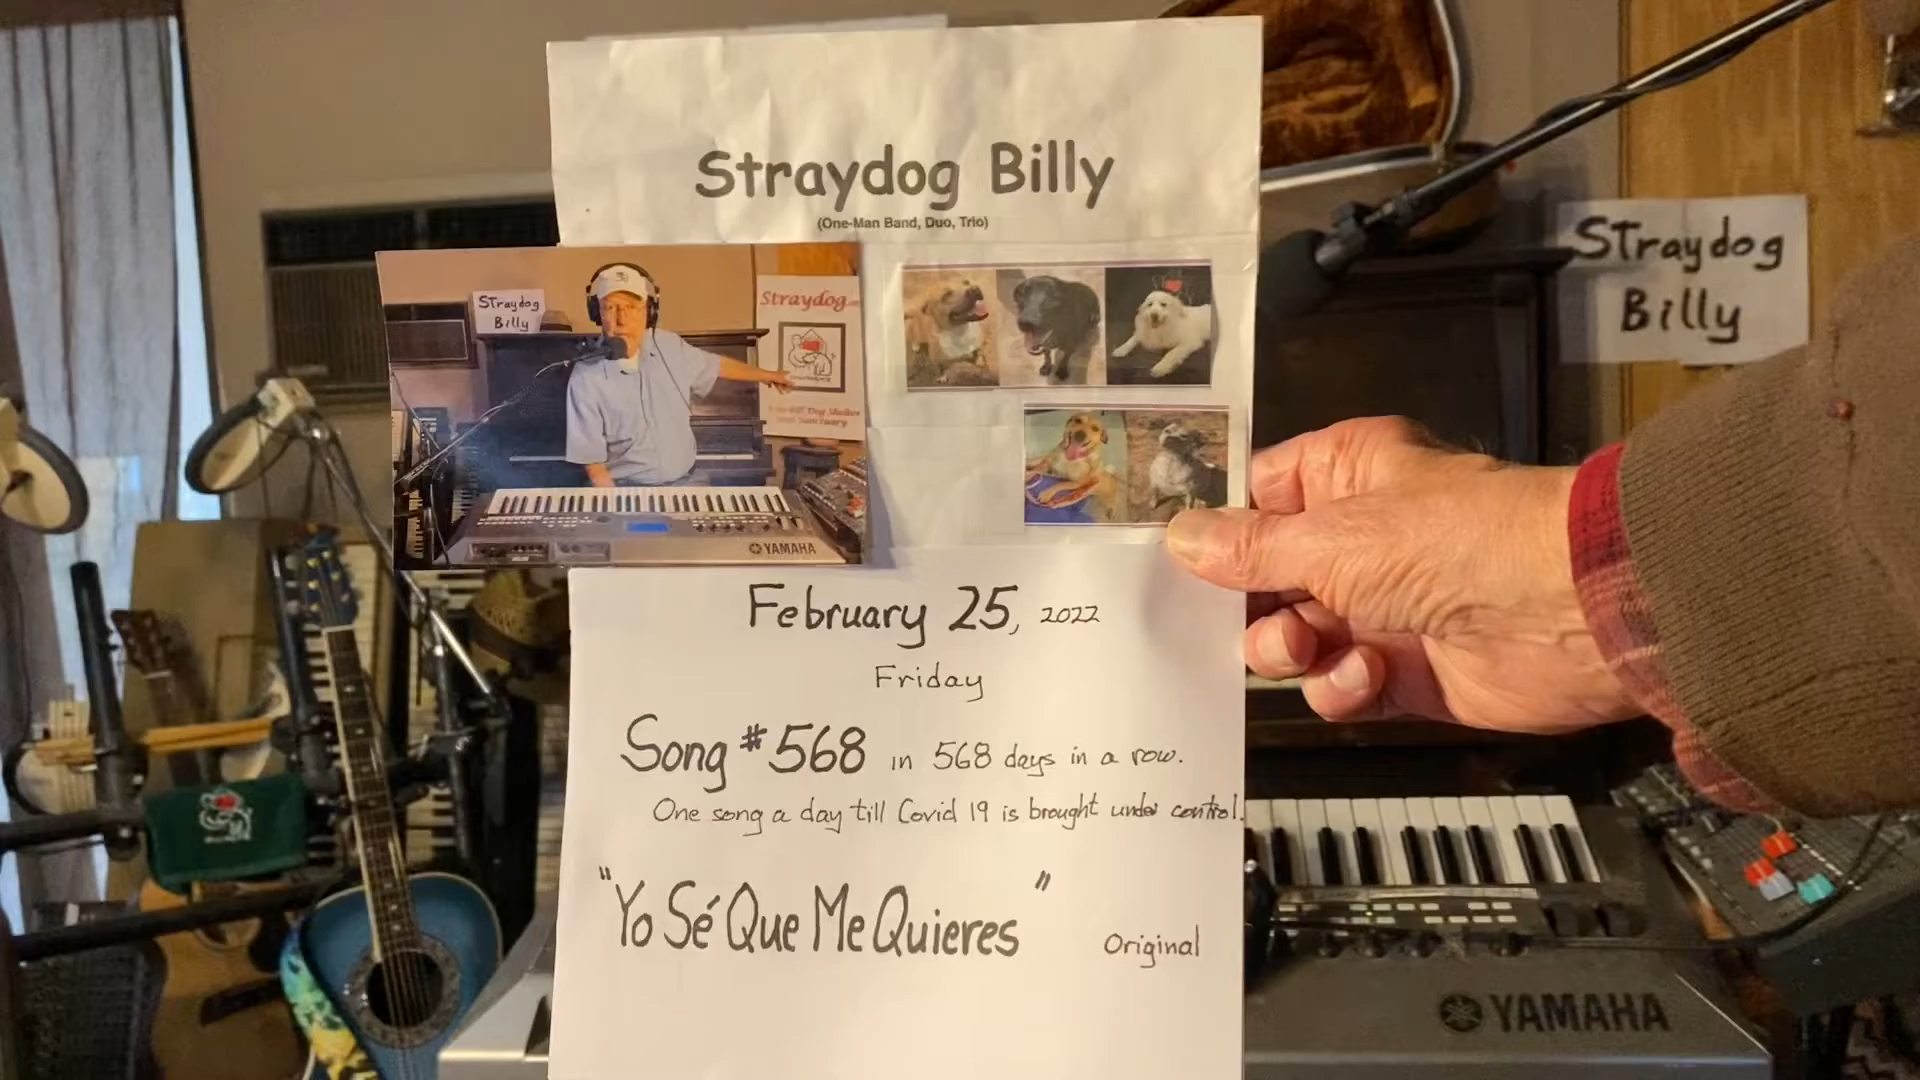 Straydog Billy
(One-Man Band, Duo, Trio)
STraydog
Billy
Straydog
YAMAHA
February 25, 2022
Friday
Song #568 in 568 days in a row.
One song a day till Covid 19 is brought under control.
"Yo Sé Que Me Quieres" Original
STraydog
Billy
YAMAHA